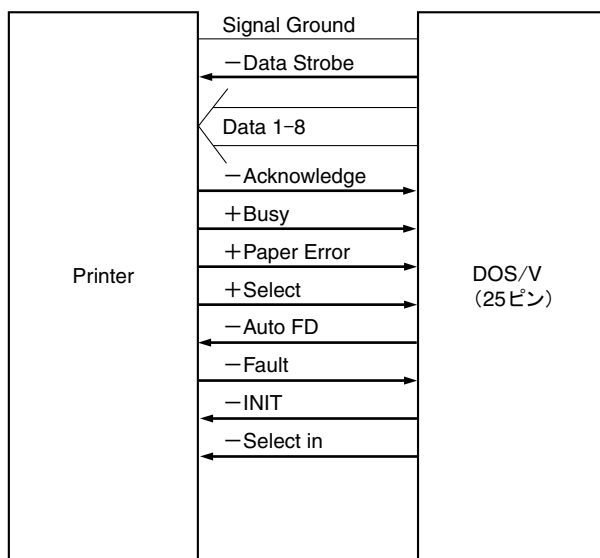 Signal Ground
−Data Strobe
Data 1−8
−Acknowledge
+Busy
+Paper Error
+Select
−Auto FD
−Fault
−INIT
−Select in
Printer
DOS/V
(25ピン)